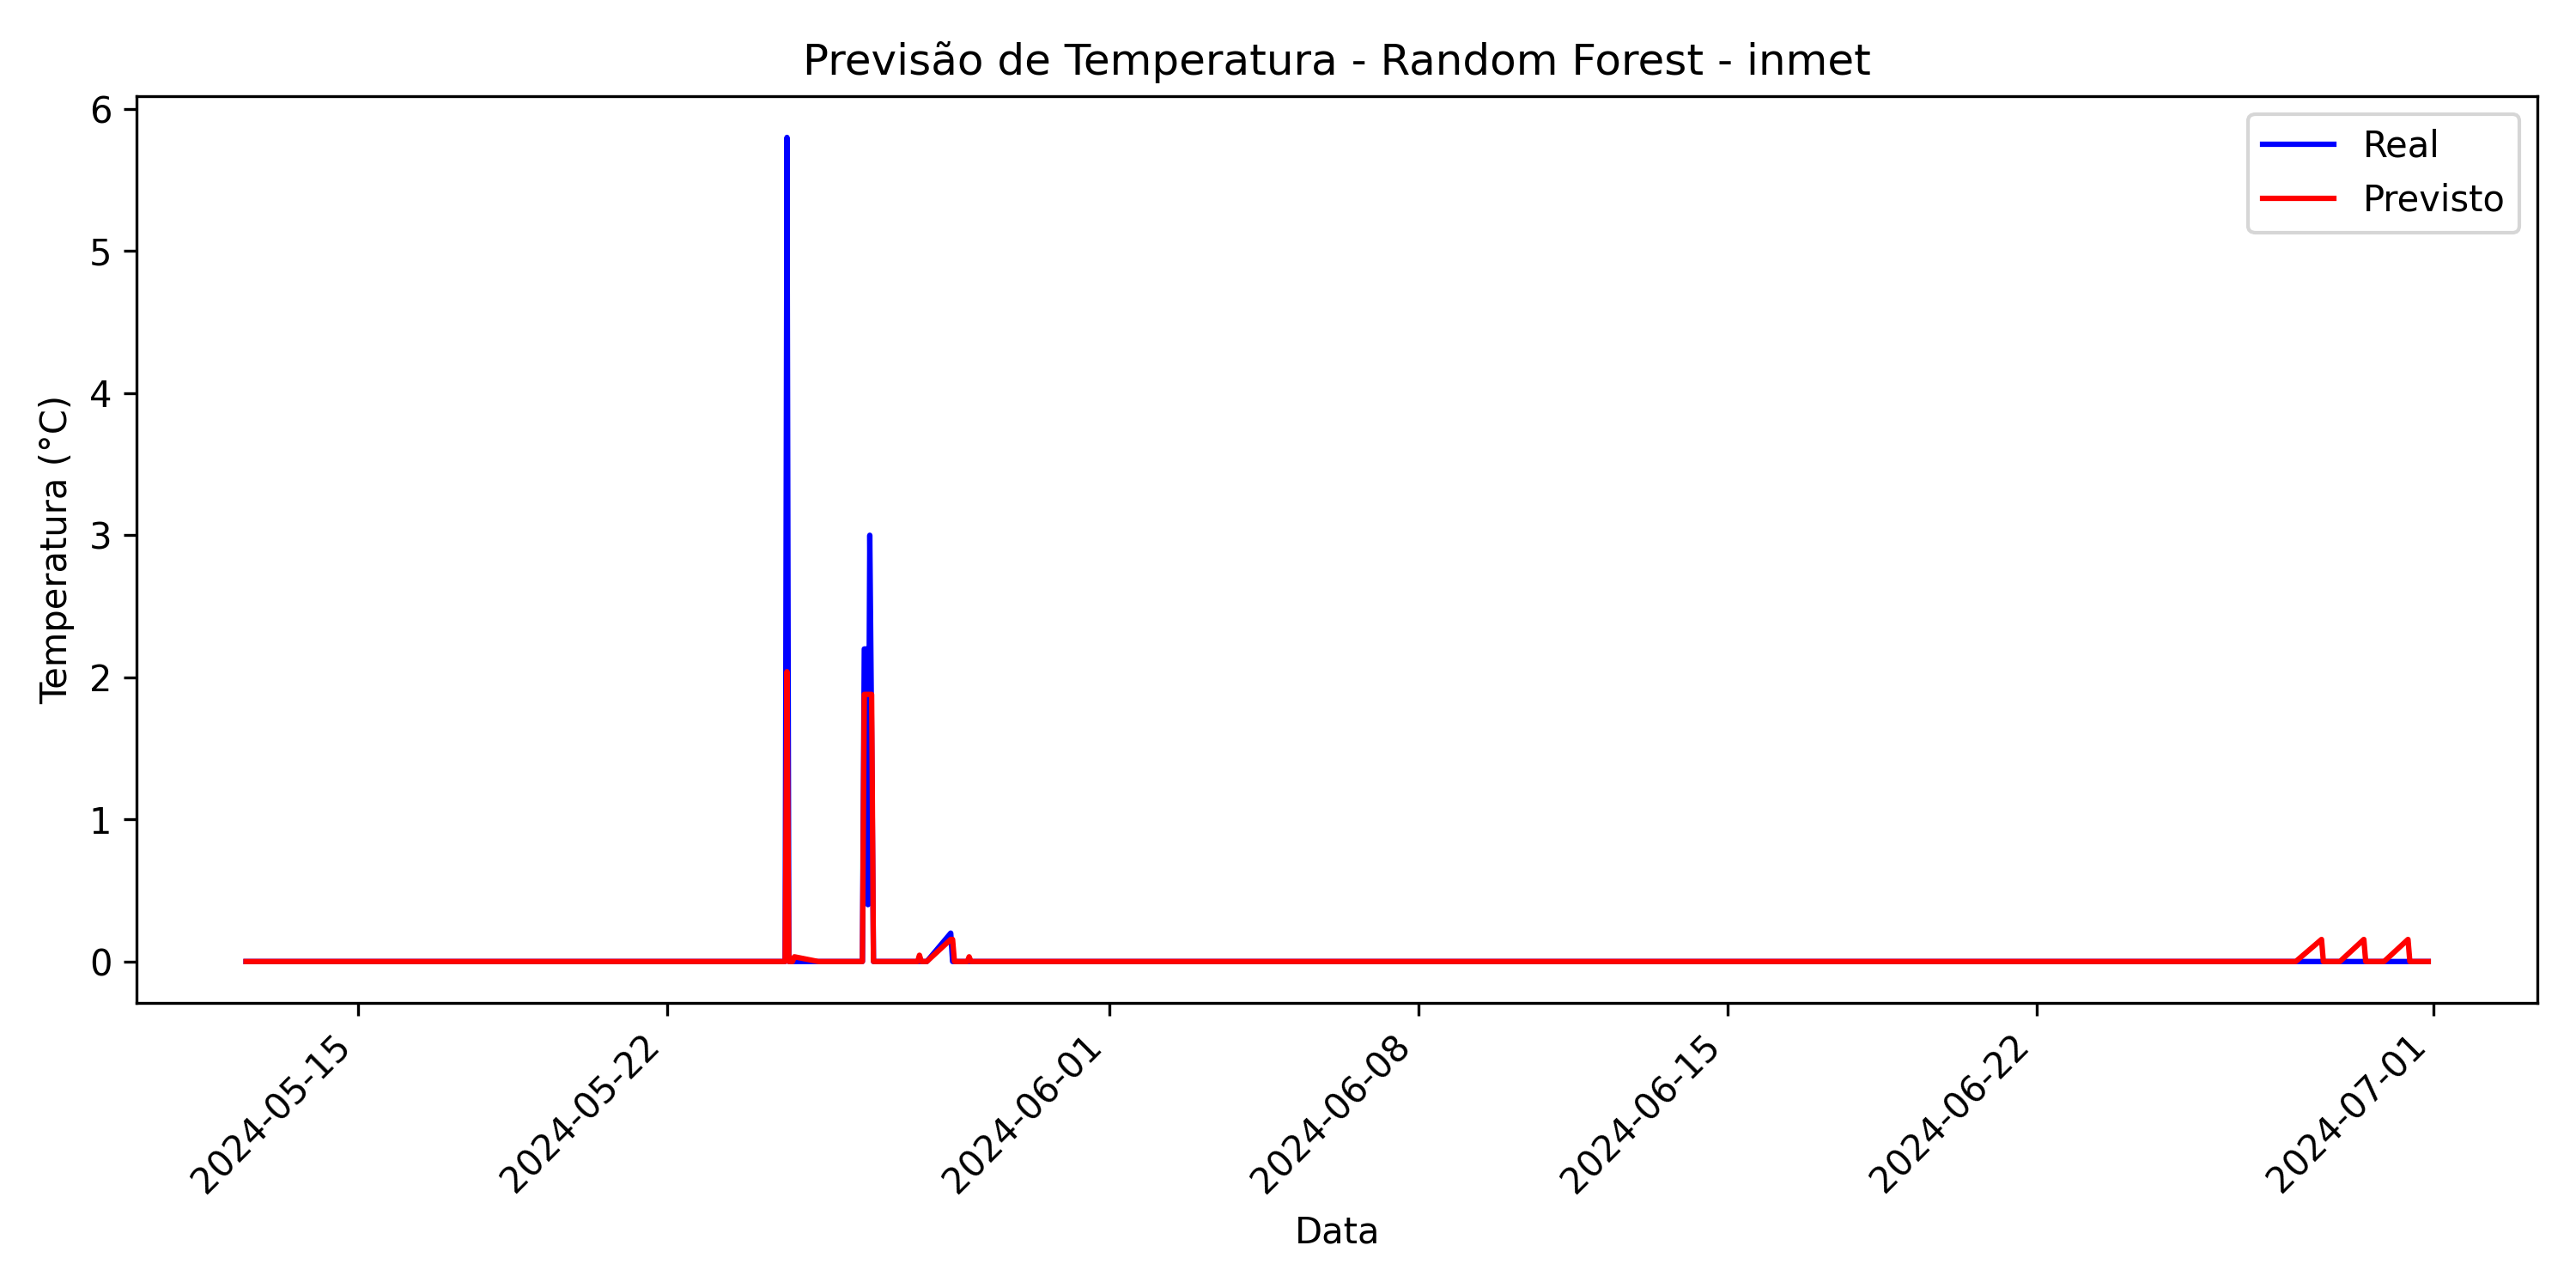 Previsão de Temperatura - Random Forest - inmet
Real
Previsto
Temperatura (°C)
6
5
4
3
2
1
0
2024-05-15
2024-05-22
2024-06-01
2024-06-08
2024-06-15
2024-06-22
2024-07-01
Data